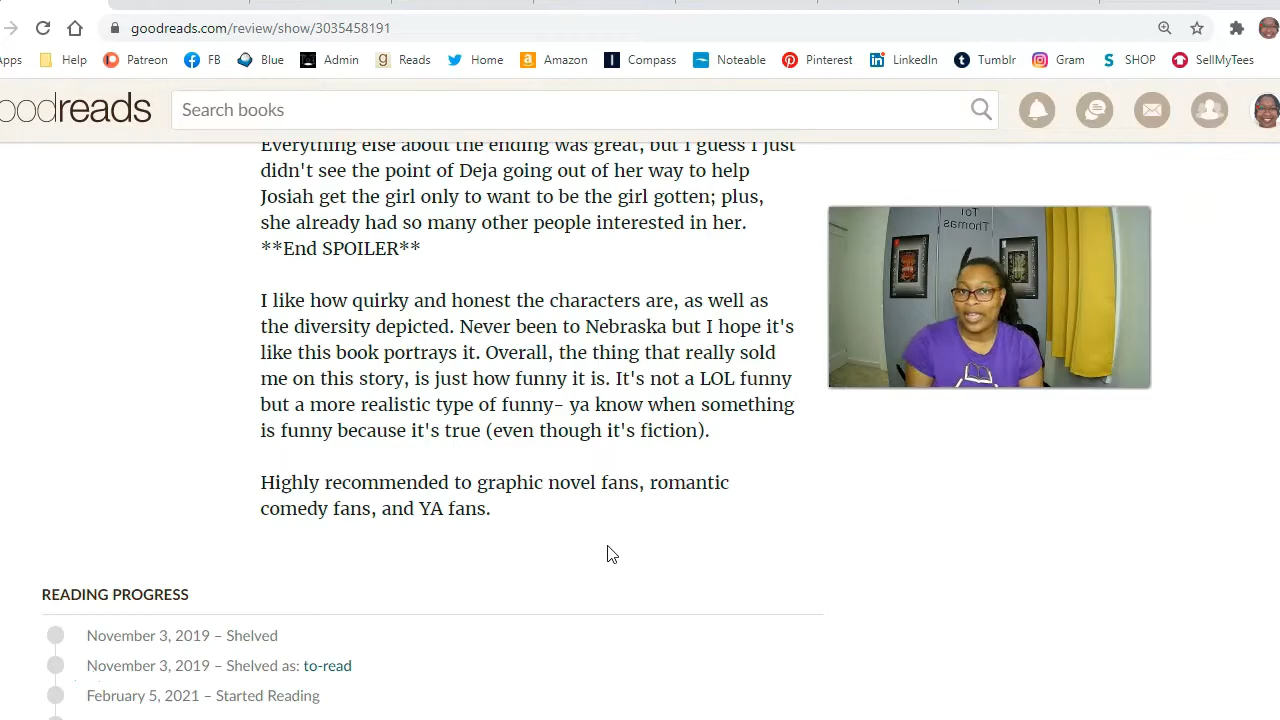 goodreads.com/review/show/3035458191
Apps Help Patreon FB Blue Admin Reads Home Amazon Compass Noteable Pinterest LinkedIn Tumblr Gram SHOP SellMyTees
goodreads Search books
Everything else about the ending was great, but I guess I just
didn't see the point of Deja going out of her way to help
Josiah get the girl only to want to be the girl gotten; plus,
she already had so many other people interested in her.
**End SPOILER**
I like how quirky and honest the characters are, as well as
the diversity depicted. Never been to Nebraska but I hope it's
like this book portrays it. Overall, the thing that really sold
me on this story, is just how funny it is. It's not a LOL funny
but a more realistic type of funny- ya know when something
is funny because it's true (even though it's fiction).
Highly recommended to graphic novel fans, romantic
comedy fans, and YA fans.
Tor
Thomas
READING PROGRESS
November 3, 2019 – Shelved
November 3, 2019 – Shelved as: to-read
February 5, 2021 – Started Reading